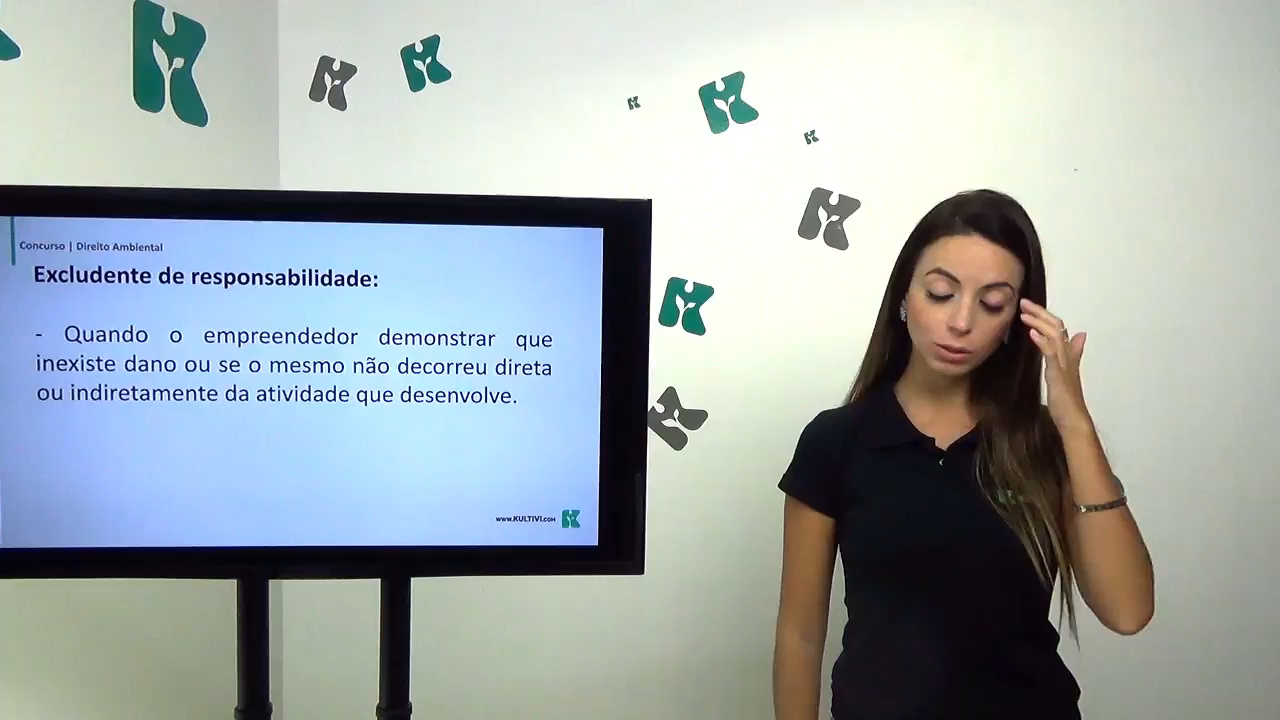 Concurso | Direito Ambiental
Excludente de responsabilidade:
- Quando o empreendedor demonstrar que
inexiste dano ou se o mesmo não decorreu direta
ou indiretamente da atividade que desenvolve.
www.KULTIVI.COM